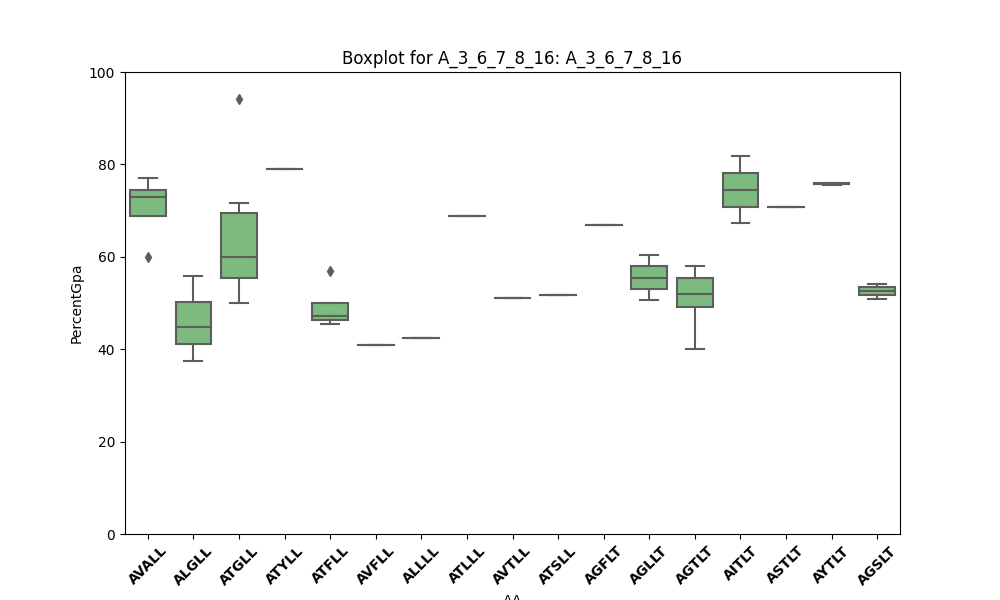 Boxplot for A_3_6_7_8_16: A_3_6_7_8_16
PercentGpa
100
80
60
40
20
0
AVALL ALGLL ATGLL ATYLL ATFLL AVFLL ALLLL ATLLL AVTLL ATSLL AGFLT AGLLT AGTLT AITLT ASTLT AYTLT AGSLT
AA